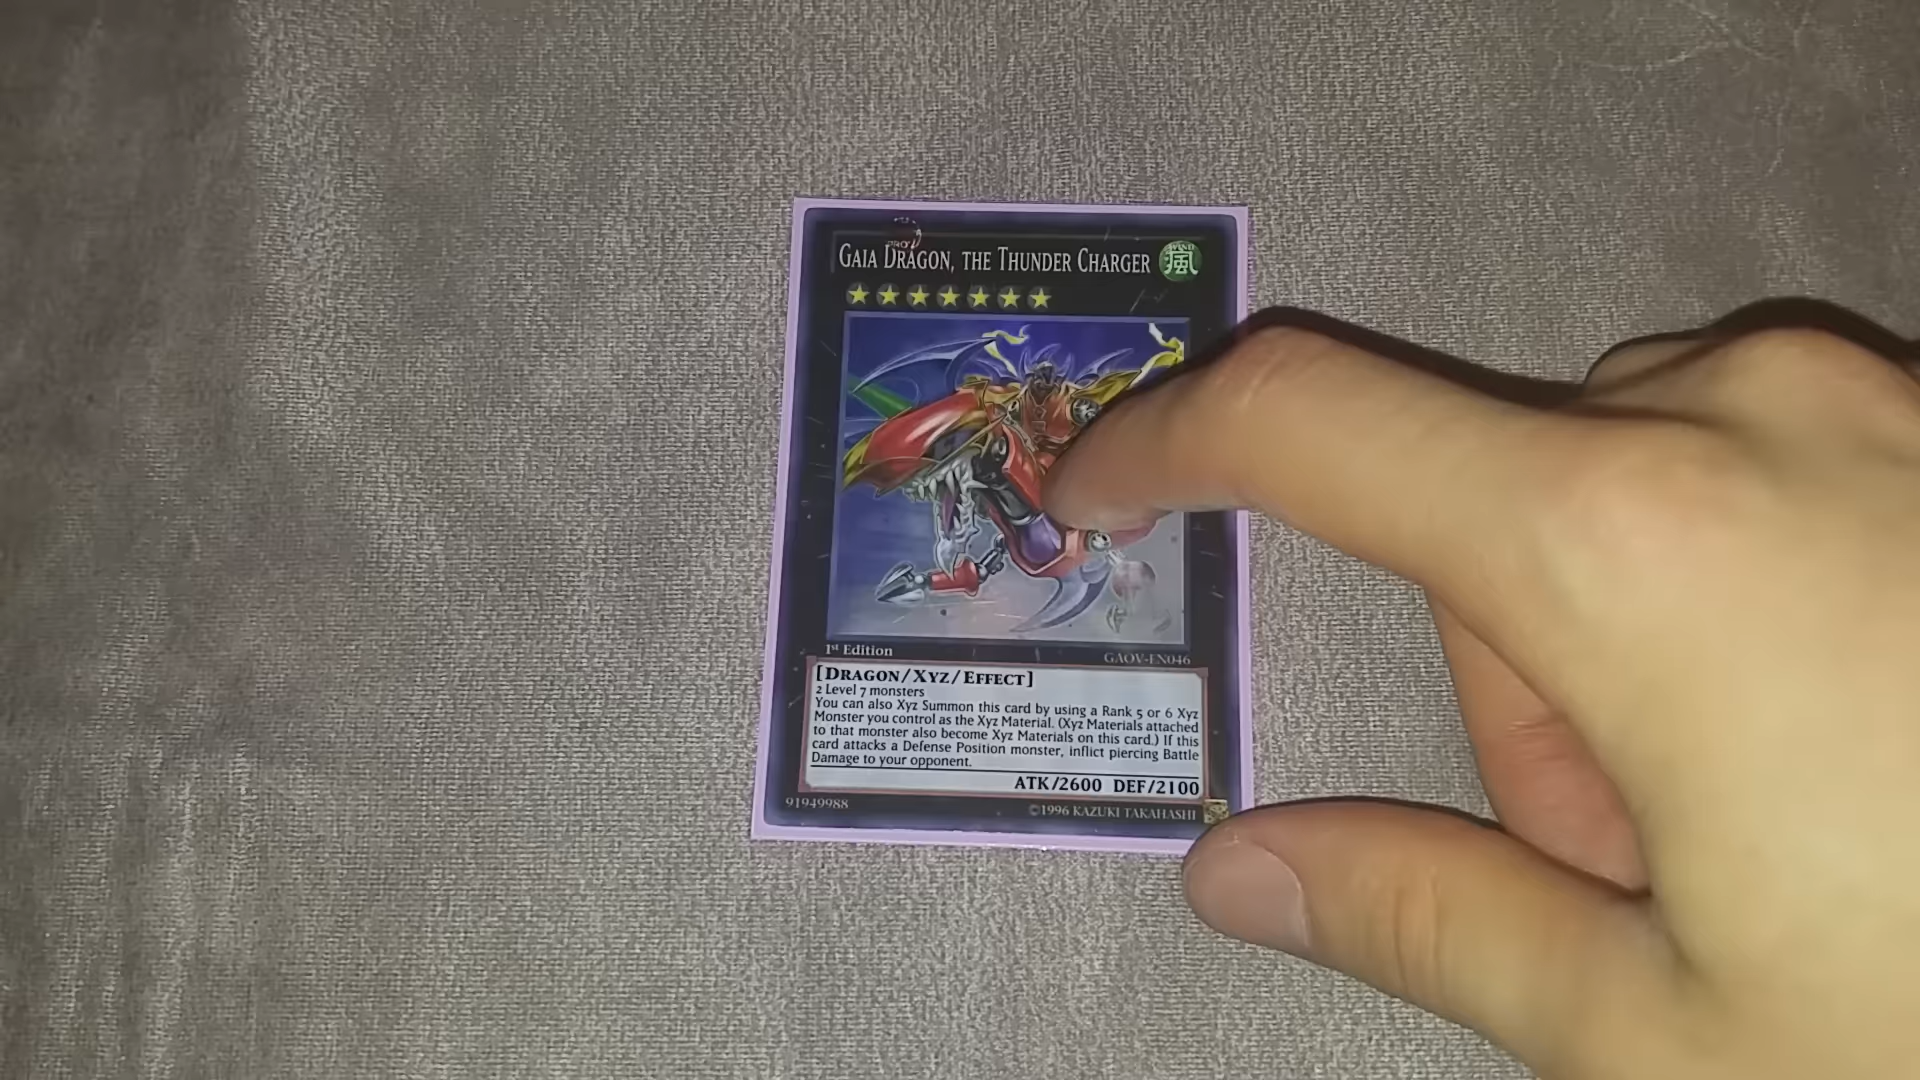 GAIA DRAGON, THE THUNDER CHARGER
WIND
風
1st Edition
GAOV-EN046
[DRAGON/XYZ/EFFECT]
2 Level 7 monsters
You can also Xyz Summon this card by using a Rank 5 or 6 Xyz
Monster you control as the Xyz Material. (Xyz Materials attached
to that monster also become Xyz Materials on this card.) If this
card attacks a Defense Position monster, inflict piercing Battle
Damage to your opponent.
ATK/2600 DEF/2100
91949988
©1996 KAZUKI TAKAHASHI